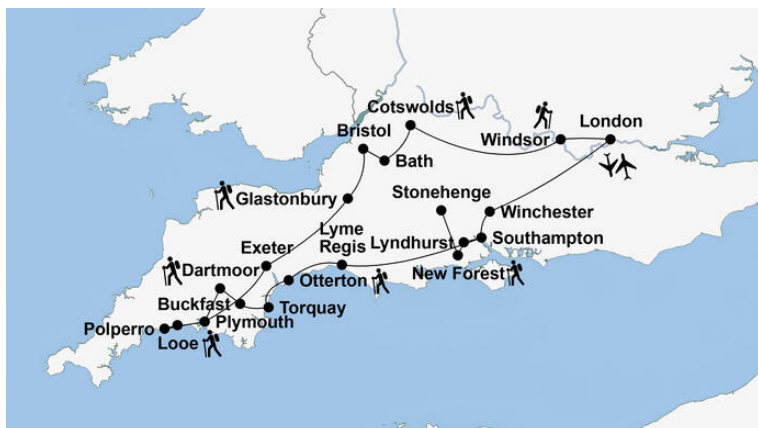 Cotswolds
London
Bristol
Windsor
Bath
Stonehenge
Glastonbury
Winchester
Lyme
Regis
Lyndhurst
Southampton
Exeter
Dartmoor
New Forest
Otterton
Buckfast
Torquay
Plymouth
Polperro
Looe